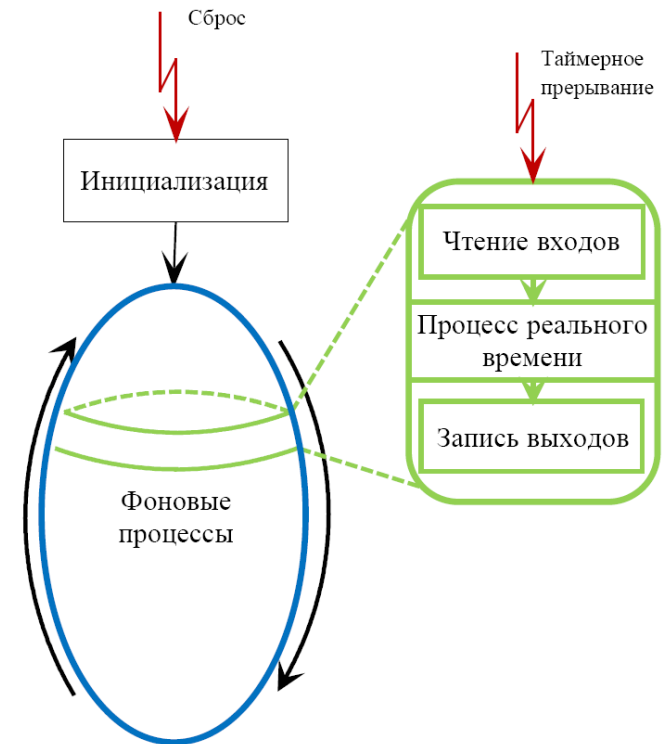 Сброс
Таймерное
прерывание
Инициализация
Чтение входов
Процесс реального
времени
Запись выходов
Фоновые
процессы